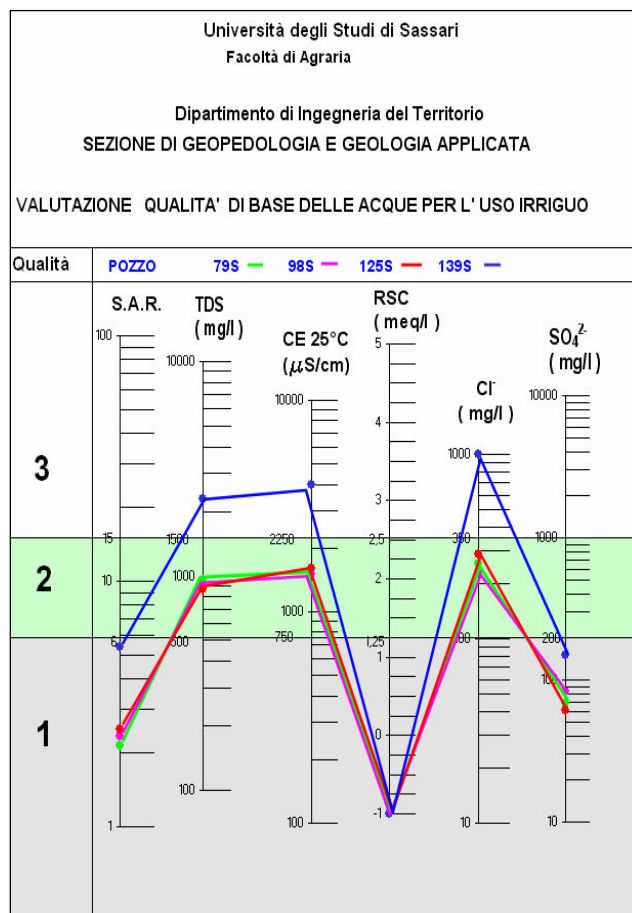 Università degli Studi di Sassari
Facoltà di Agraria
Dipartimento di Ingegneria del Territorio
SEZIONE DI GEOPEDOLOGIA E GEOLOGIA APPLICATA
VALUTAZIONE QUALITA' DI BASE DELLE ACQUE PER L' USO IRRIGUO
Qualità POZZO 79S 98S 125S 139S
S.A.R.
TDS
( mg/l )
CE 25°C
( µS/cm)
RSC
( meq/l )
Cl⁻
( mg/l )
SO₄²⁻
( mg/l )
3
2
1
100
15
10
6
1
10000
1500
1000
500
100
10000
2250
1000
750
100
5
4
3
2,5
2
1,25
1
0
-1
1000
350
100
10
10000
1000
200
100
10